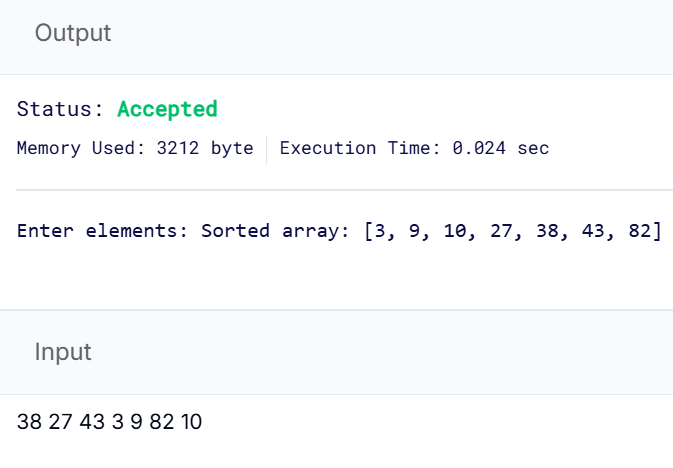 Output
Status: Accepted
Memory Used: 3212 byte Execution Time: 0.024 sec
Enter elements: Sorted array: [3, 9, 10, 27, 38, 43, 82]
Input
38 27 43 3 9 82 10